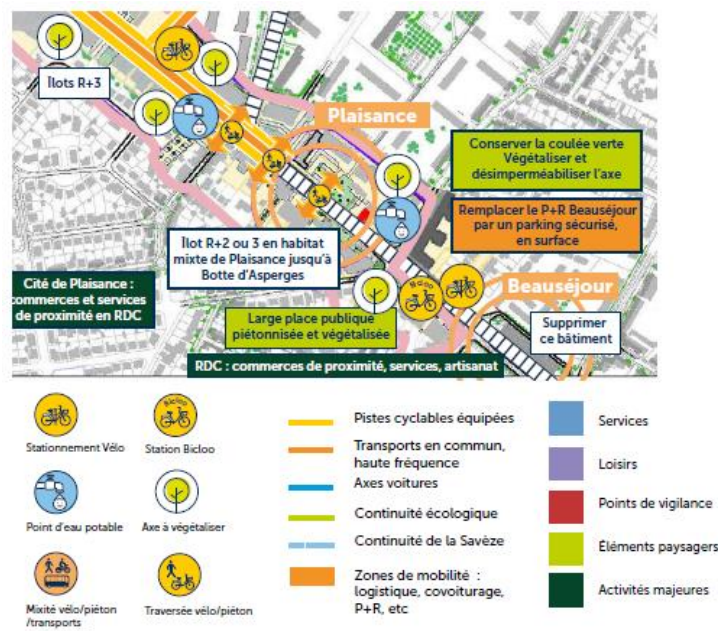 Îlots R+3
Plaisance
Conserver la coulée verte
Végétaliser et
désimperméabiliser l'axe
Remplacer le P+R Beauséjour
par un parking sécurisé,
en surface
Îlot R+2 ou 3 en habitat
mixte de Plaisance jusqu'à
Botte d'Asperges
Cité de Plaisance :
commerces et services
de proximité en RDC
Bicloo
Beauséjour
Large place publique
piétonnisée et végétalisée
Supprimer
ce bâtiment
RDC : commerces de proximité, services, artisanat
Stationnement Vélo
Bicloo
Station Bicloo
Point d'eau potable
Axe à végétaliser
Mixité vélo/piéton
/transports
Traversée vélo/piéton
Pistes cyclables équipées
Transports en commun,
haute fréquence
Axes voitures
Continuité écologique
Continuité de la Savèze
Zones de mobilité :
logistique, covoiturage,
P+R, etc
Services
Loisirs
Points de vigilance
Éléments paysagers
Activités majeures